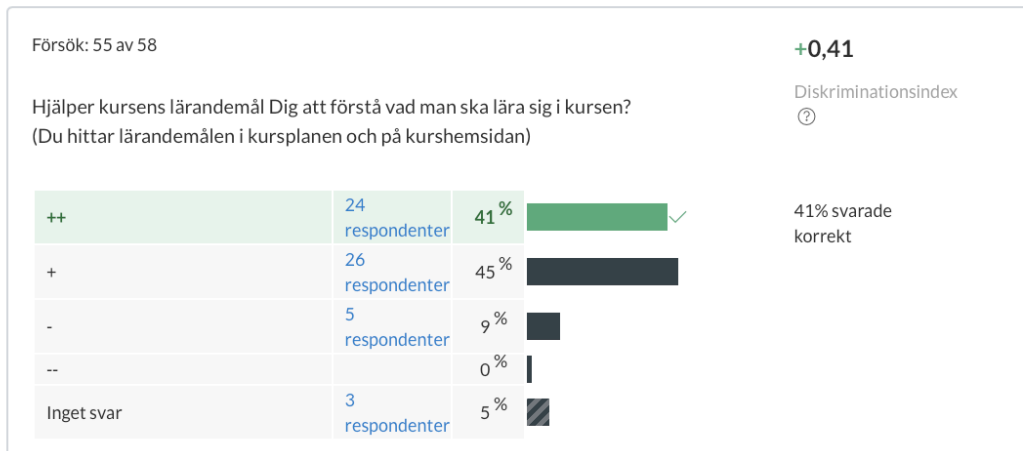 Försök: 55 av 58
+0,41
Diskriminationsindex
?
Hjälper kursens lärandemål Dig att förstå vad man ska lära sig i kursen?
(Du hittar lärandemålen i kursplanen och på kurshemsidan)
++ 24 respondenter 41 %
41% svarade
korrekt
+ 26 respondenter 45 %
- 5 respondenter 9 %
-- 0 %
Inget svar 3 respondenter 5 %